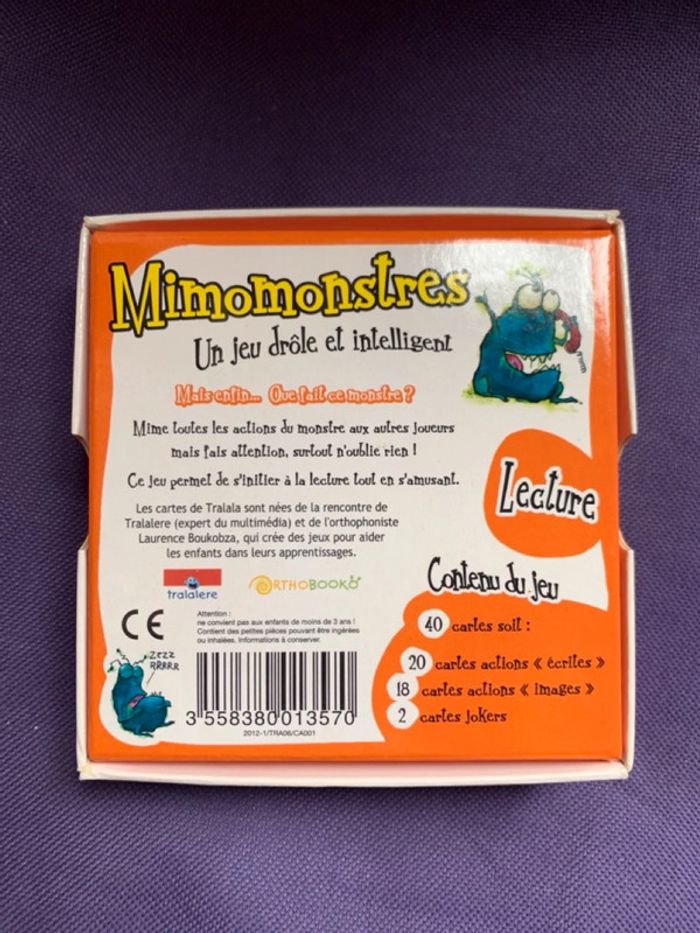 Mimomonstres
Un jeu drôle et intelligent
Mais enfin... Que fait ce monstre ?
Mime toutes les actions du monstre aux autres joueurs
mais fais attention, surtout n'oublie rien !
Ce jeu permet de s'initier à la lecture tout en s'amusant.
Les cartes de Tralala sont nées de la rencontre de
Tralalere (expert du multimédia) et de l'orthophoniste
Laurence Boukobza, qui crée des jeux pour aider
les enfants dans leurs apprentissages.
tralalere
ORTHOBOOKO
CE
Attention :
ne convient pas aux enfants de moins de 3 ans !
Contient des petites pièces pouvant être ingérées
ou inhalées. Informations à conserver.
ZZZZ
RRRRR
3 558380 013570
2012-1/TRA06/CA001
Lecture
Contenu du jeu
40 cartes soit :
20 cartes actions « écrites »
18 cartes actions « images »
2 cartes jokers